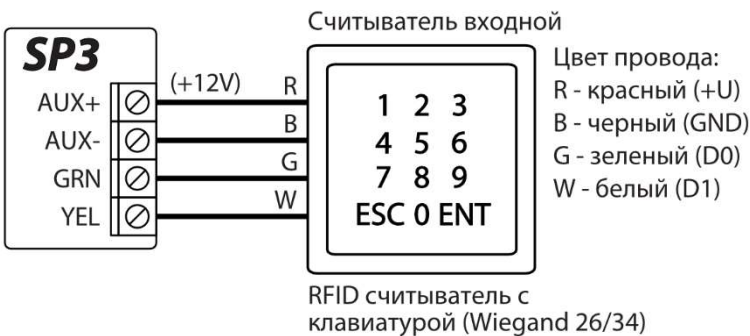 Считыватель входной
SP3
AUX+ (+12V) R
AUX- B
GRN G
YEL W
1 2 3
4 5 6
7 8 9
ESC 0 ENT
Цвет провода:
R - красный (+U)
B - черный (GND)
G - зеленый (D0)
W - белый (D1)
RFID считыватель с
клавиатурой (Wiegand 26/34)